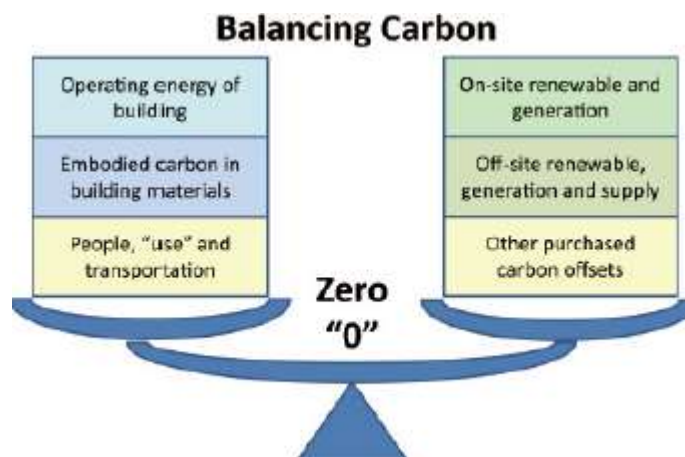 Balancing Carbon
Operating energy of
building
Embodied carbon in
building materials
People, “use” and
transportation
On-site renewable and
generation
Off-site renewable,
generation and supply
Other purchased
carbon offsets
Zero
“0”